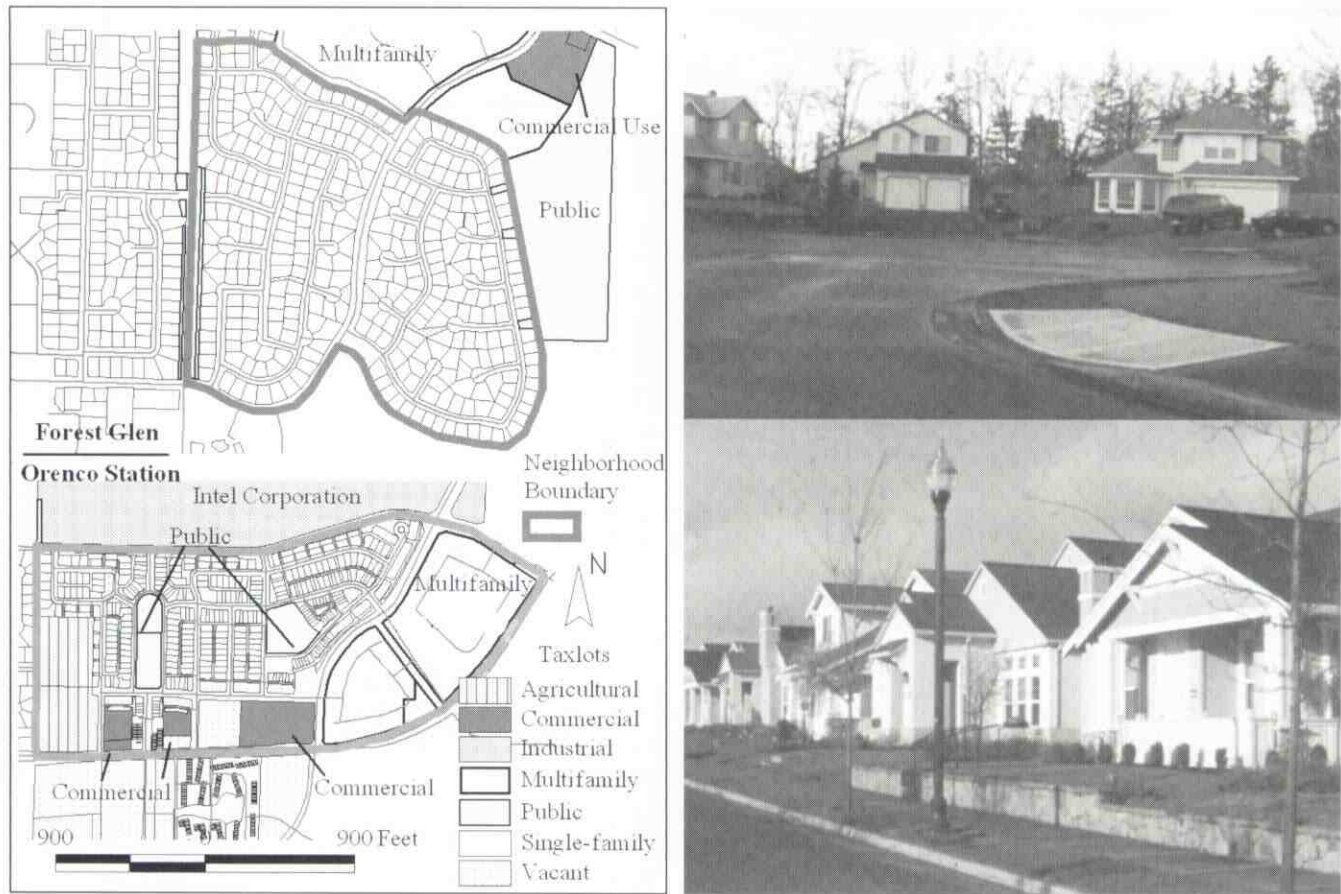 Multifamily
Commercial Use
Public
Forest Glen
Orenco Station
Neighborhood
Boundary
Intel Corporation
Public
Multifamily
N
Taxlots
Agricultural
Commercial
Industrial
Multifamily
Public
Single-family
Vacant
Commercial
Commercial
900 0 900 Feet